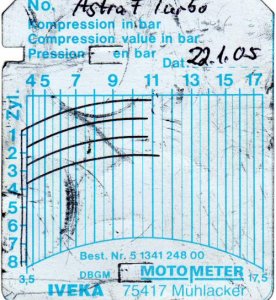 No. Astra F Turbo
Kompression in bar
Compression value in bar
Pression en bar
Dat: 22.1.05
4 5 7 9 11 13 15 17
Zyl.
1
2
3
4
5
6
7
8
3,5 17,5
Best. Nr. 5 1341 248 00
DBGM MOTOMETER
IVEKA 75417 Mühlacker